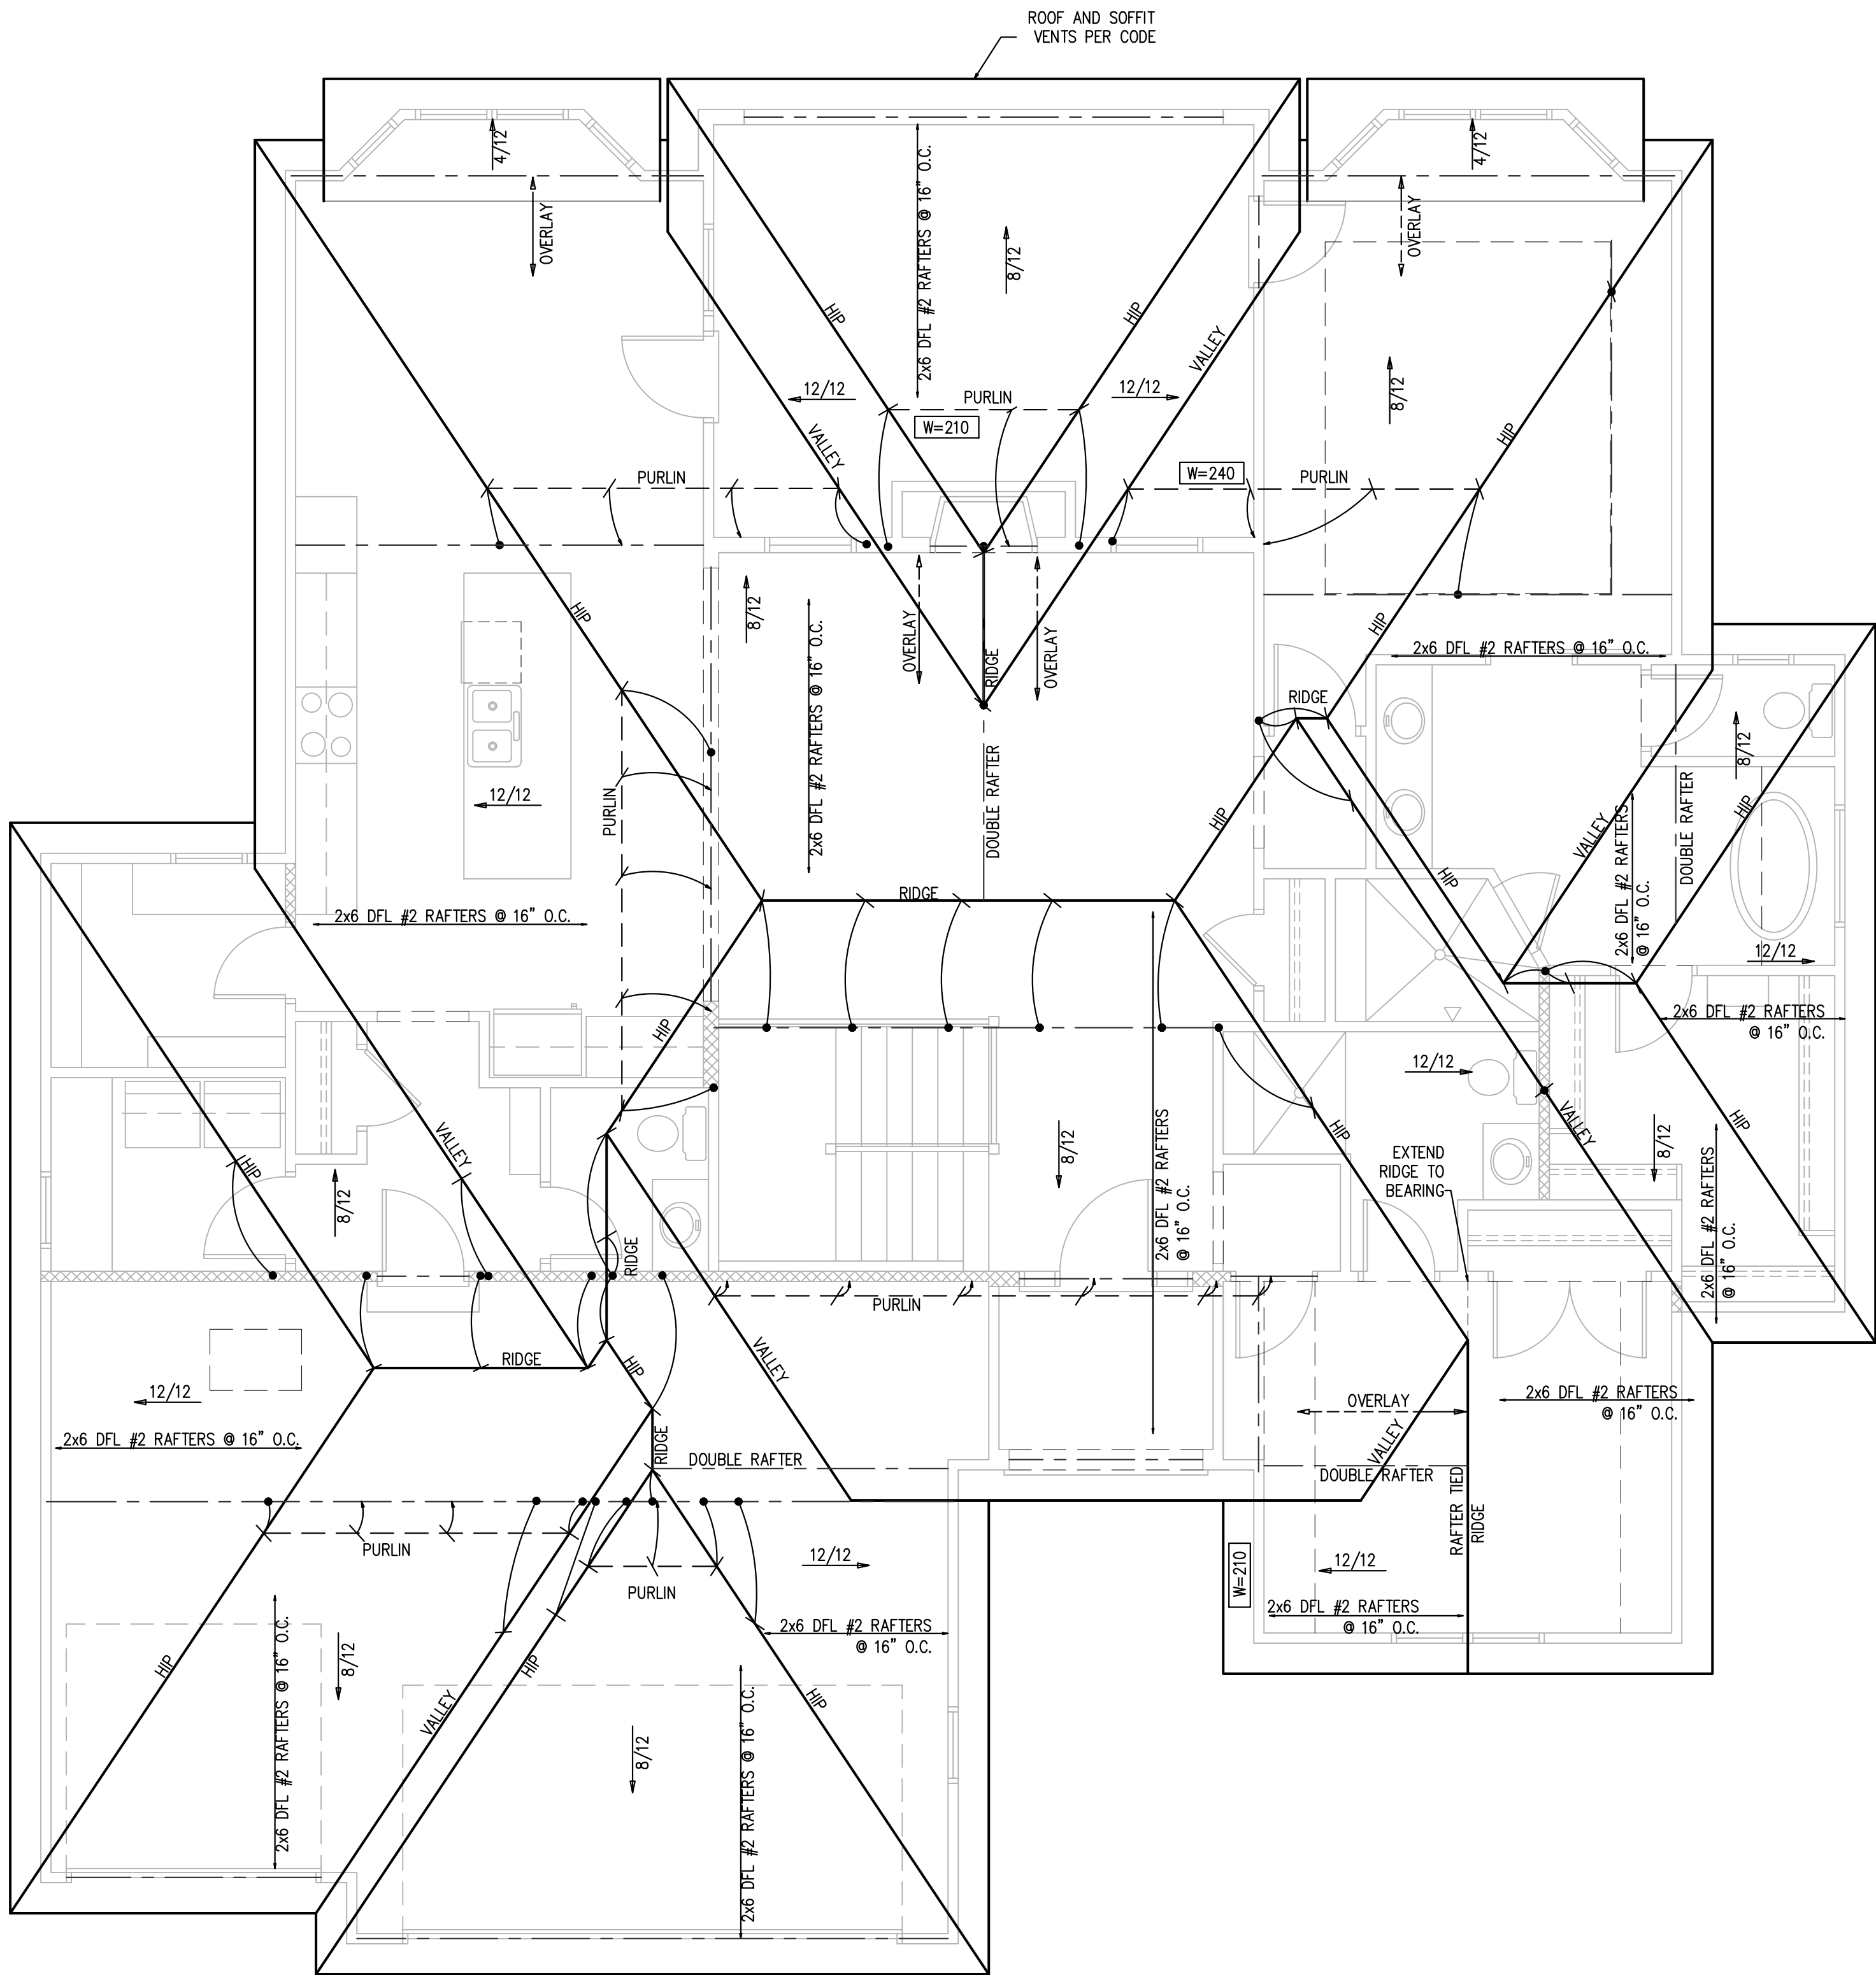 ROOF AND SOFFIT
VENTS PER CODE
4/12
4/12
OVERLAY
OVERLAY
2x6 DFL #2 RAFTERS @ 16" O.C.
8/12
HIP
HIP
VALLEY
12/12
PURLIN
12/12
8/12
W=210
VALLEY
HIP
PURLIN
W=240
PURLIN
HIP
8/12
OVERLAY
RIDGE
OVERLAY
HIP
2x6 DFL #2 RAFTERS @ 16" O.C.
2x6 DFL #2 RAFTERS @ 16" O.C.
RIDGE
8/12
12/12
PURLIN
DOUBLE RAFTER
HIP
VALLEY
2x6 DFL #2 RAFTERS
@ 16" O.C.
DOUBLE RAFTER
HIP
HIP
RIDGE
2x6 DFL #2 RAFTERS @ 16" O.C.
12/12
2x6 DFL #2 RAFTERS
@ 16" O.C.
HIP
12/12
VALLEY
HIP
8/12
HIP
VALLEY
8/12
8/12
2x6 DFL #2 RAFTERS
@ 16" O.C.
HIP
EXTEND
RIDGE TO
BEARING
2x6 DFL #2 RAFTERS
@ 16" O.C.
RIDGE
PURLIN
RIDGE
HIP
VALLEY
12/12
OVERLAY
2x6 DFL #2 RAFTERS
@ 16" O.C.
2x6 DFL #2 RAFTERS @ 16" O.C.
RIDGE
DOUBLE RAFTER
VALLEY
DOUBLE RAFTER
RAFTER TIED
RIDGE
PURLIN
12/12
W=210
12/12
PURLIN
2x6 DFL #2 RAFTERS
@ 16" O.C.
2x6 DFL #2 RAFTERS
@ 16" O.C.
HIP
8/12
2x6 DFL #2 RAFTERS @ 16" O.C.
HIP
VALLEY
HIP
8/12
2x6 DFL #2 RAFTERS @ 16" O.C.